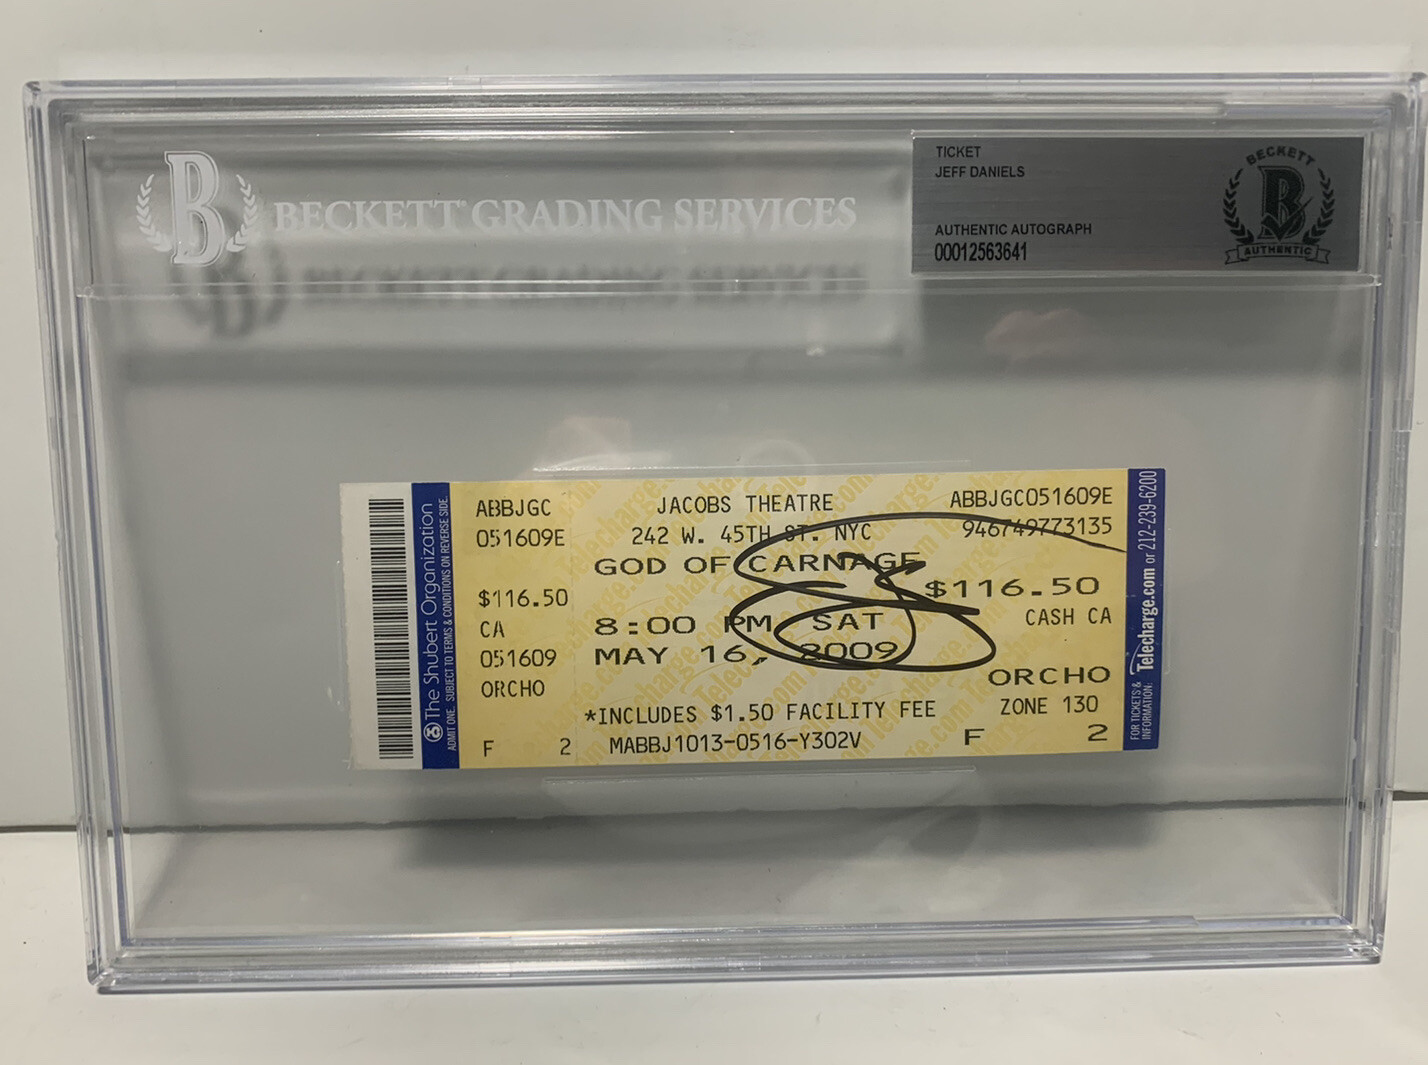 B BECKETT GRADING SERVICES
TICKET
JEFF DANIELS
AUTHENTIC AUTOGRAPH
00012563641
BECKETT
B
AUTHENTIC
The Shubert Organization
ADMIT ONE. SUBJECT TO TERMS & CONDITIONS ON REVERSE SIDE.
ABBJGC
051609E
$116.50
CA
051609
ORCHO
F 2
JACOBS THEATRE
242 W. 45TH ST. NYC
GOD OF CARNAGE
8:00 PM SAT
MAY 16, 2009
*INCLUDES $1.50 FACILITY FEE
MABBJ1013-0516-Y302V
ABBJGC051609E
946749773135
$116.50
CASH CA
ORCHO
ZONE 130
F 2
FOR TICKETS &
INFORMATION: Telecharge.com or 212-239-6200